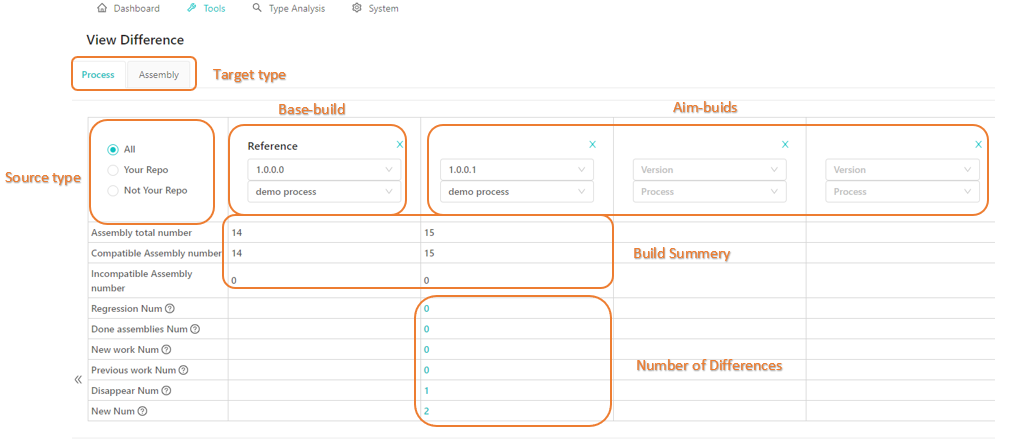 Dashboard Tools Type Analysis System
View Difference
Process Assembly Target type
Base-build Aim-buids
Source type
All
Your Repo
Not Your Repo
Reference X X X X
1.0.0.0 1.0.0.1 Version Version
demo process demo process Process Process
Assembly total number 14 15
Compatible Assembly number 14 15
Build Summery
Incompatible Assembly
number 0 0
Regression Num ? 0
Done assemblies Num ? 0
New work Num ? 0
Number of Differences
Previous work Num ? 0
Disappear Num ? 1
New Num ? 2